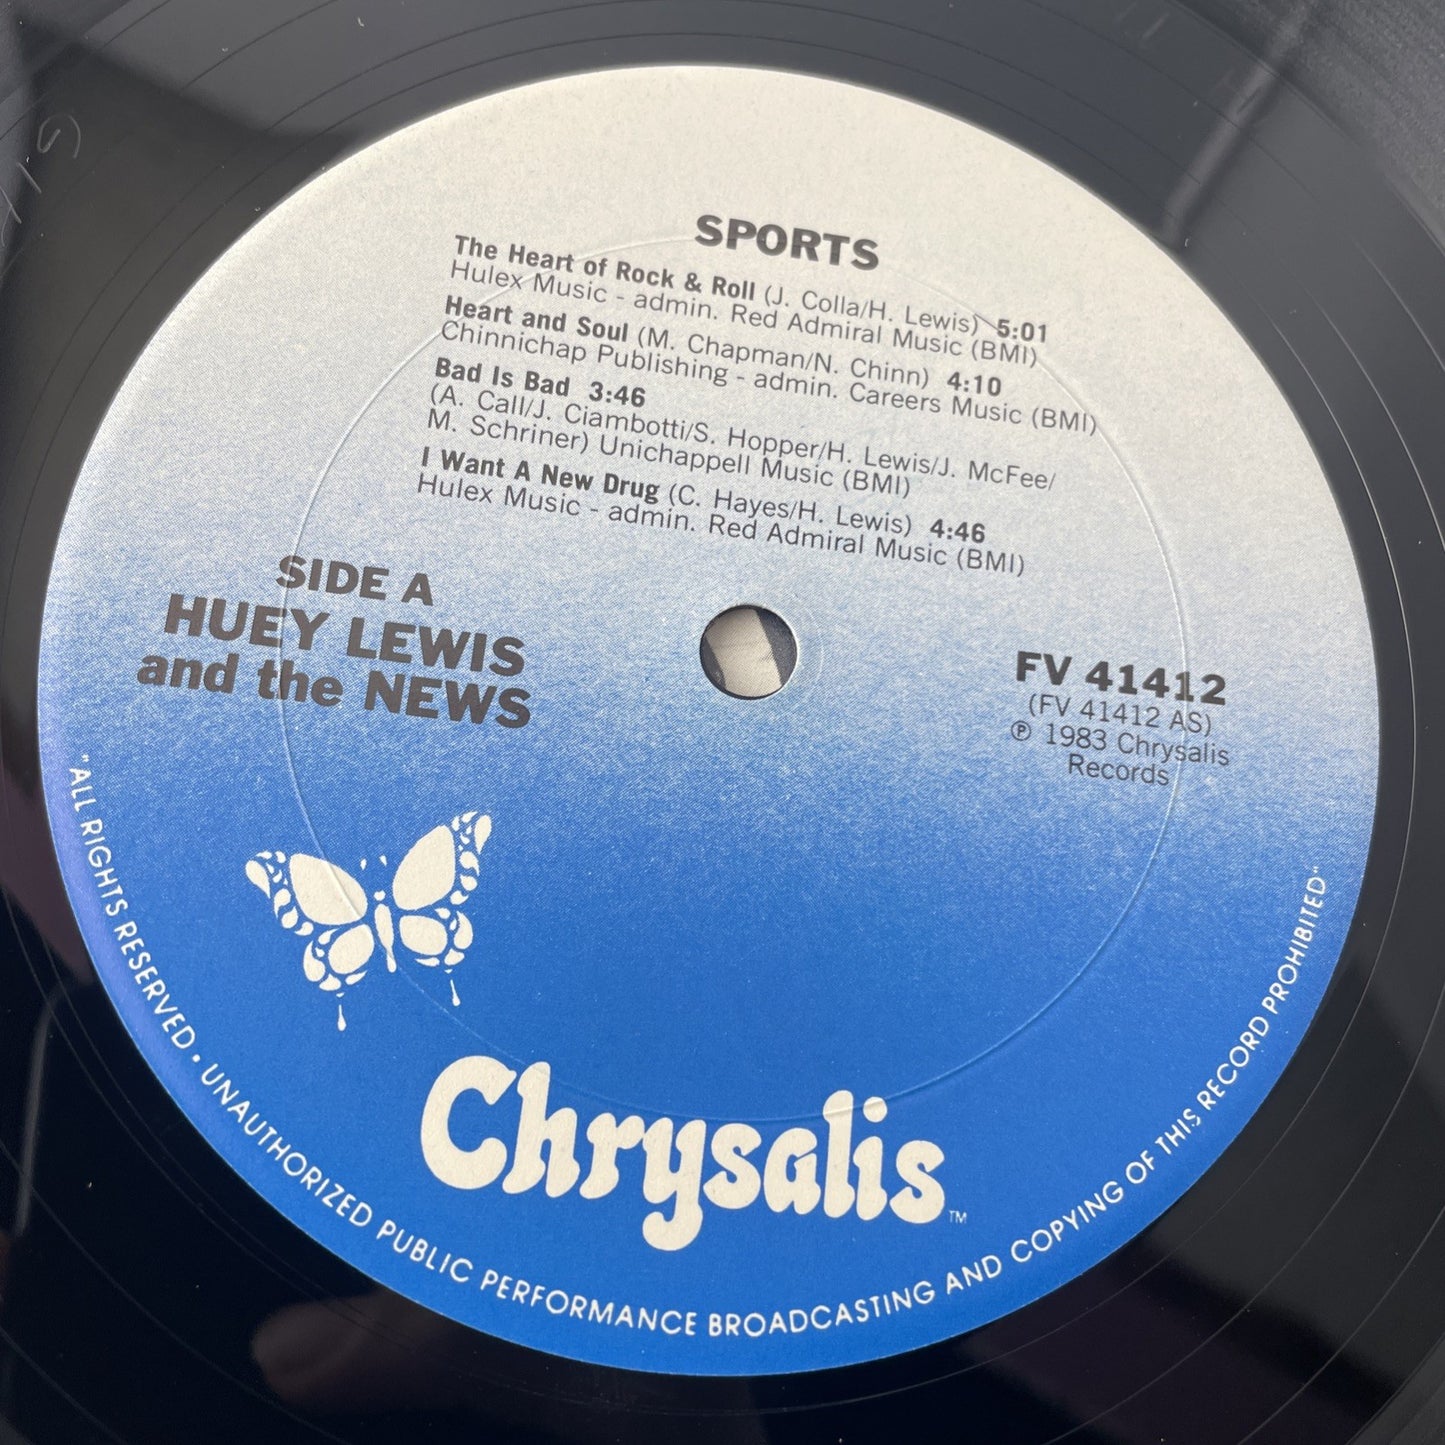 SPORTS
The Heart of Rock & Roll (J. Colla/H. Lewis) 5:01
Hulex Music - admin. Red Admiral Music (BMI)
Heart and Soul (M. Chapman/N. Chinn) 4:10
Chinnichap Publishing - admin. Careers Music (BMI)
Bad Is Bad 3:46
(A. Call/J. Ciambotti/S. Hopper/H. Lewis/J. McFee/
M. Schriner) Unichappell Music (BMI)
I Want A New Drug (C. Hayes/H. Lewis) 4:46
Hulex Music - admin. Red Admiral Music (BMI)
SIDE A
HUEY LEWIS
and the NEWS
FV 41412
(FV 41412 AS)
℗ 1983 Chrysalis
Records
Chrysalis™
"ALL RIGHTS RESERVED • UNAUTHORIZED PUBLIC PERFORMANCE BROADCASTING AND COPYING OF THIS RECORD PROHIBITED"